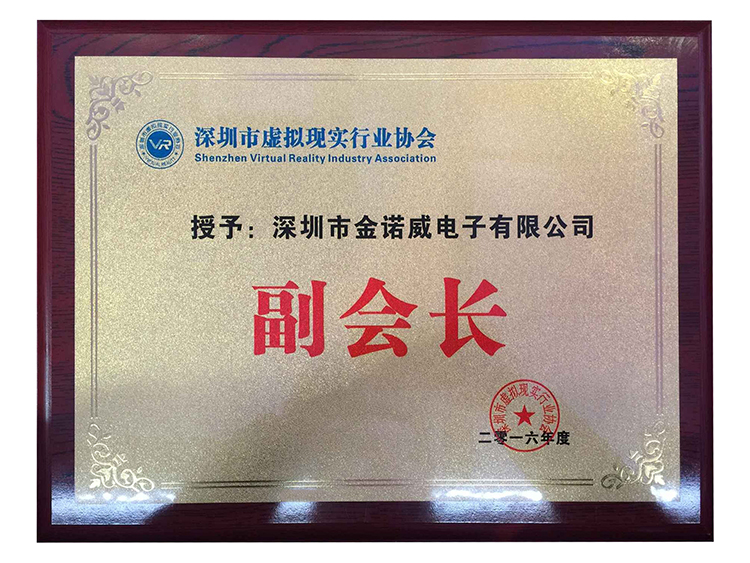 VR
深圳市虚拟现实行业协会
Shenzhen Virtual Reality Industry Association
授予：深圳市金诺威电子有限公司
副会长
深圳市虚拟现实行业协会
二零一六年度